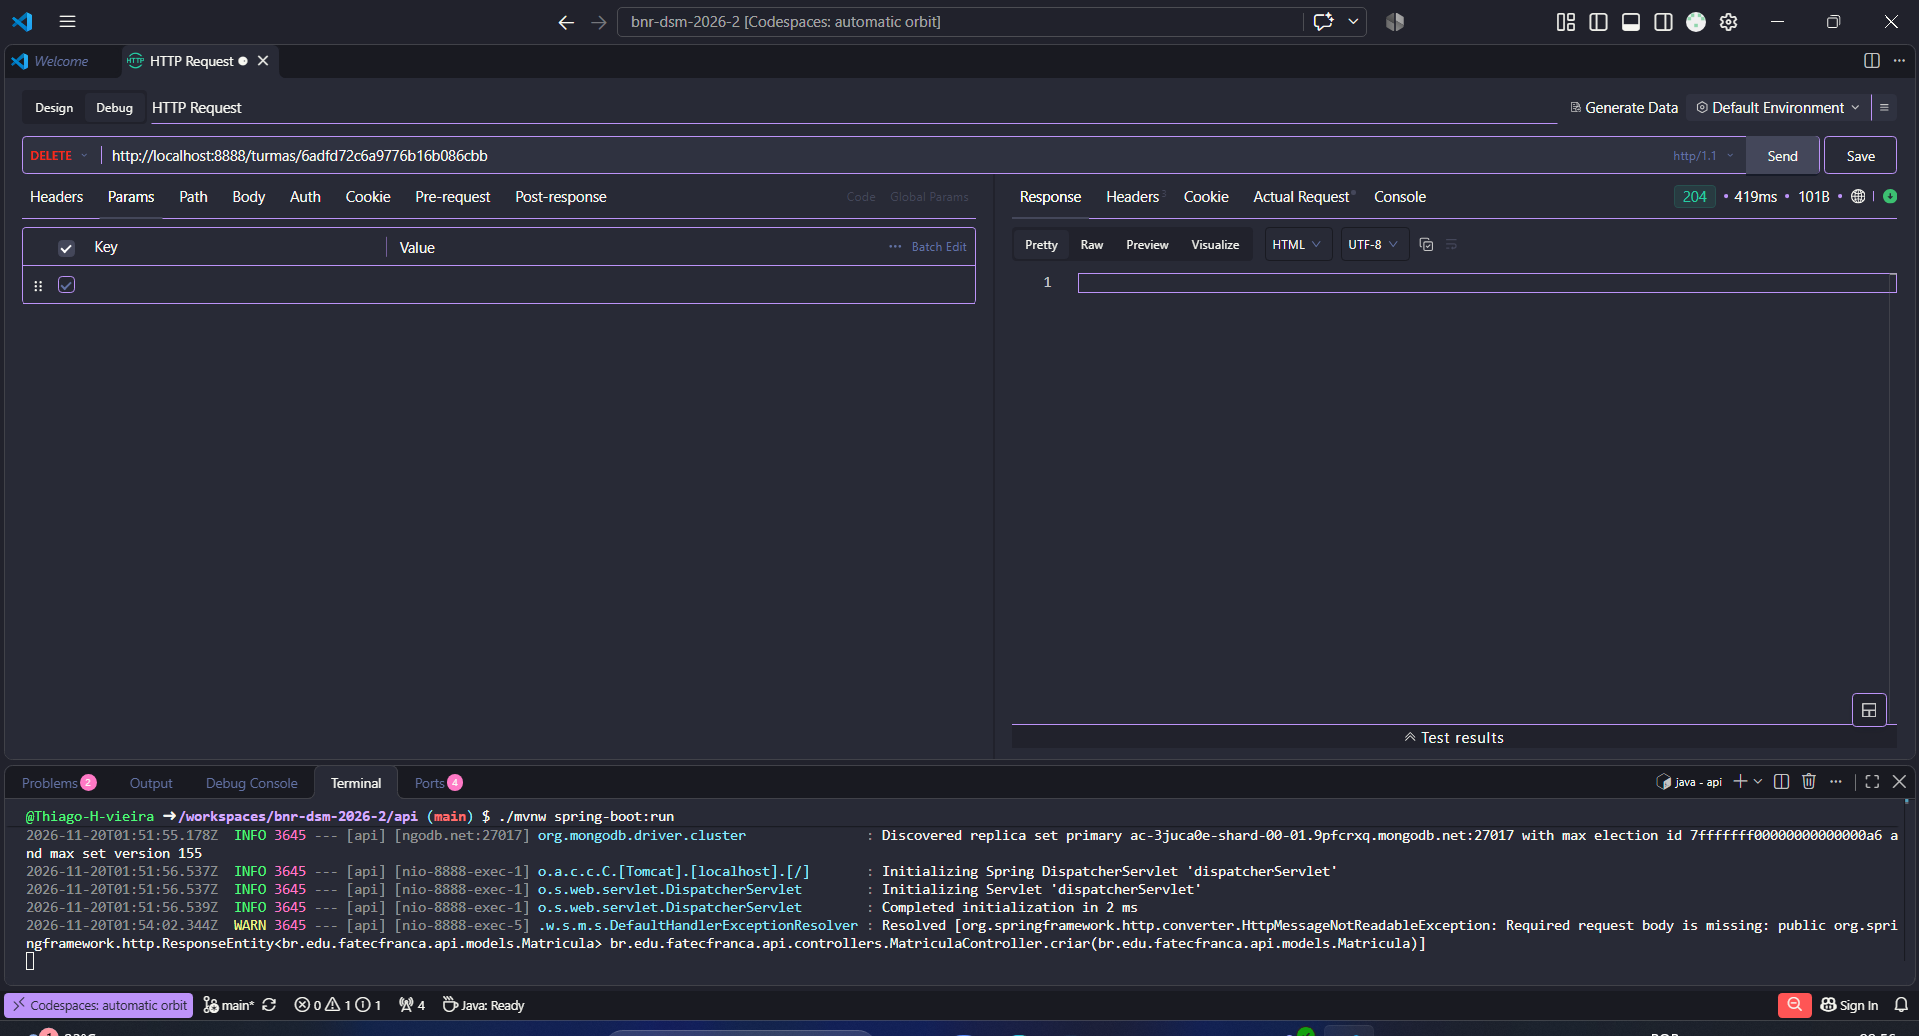 bnr-dsm-2026-2 [Codespaces: automatic orbit]
Welcome
HTTP HTTP Request
Design Debug HTTP Request
Generate Data Default Environment
DELETE http://localhost:8888/turmas/6adfd72c6a9776b16b086cbb http/1.1 Send Save
Headers Params Path Body Auth Cookie Pre-request Post-response Code Global Params
Response Headers 3 Cookie Actual Request Console 204 • 419ms • 101B •
Key Value ··· Batch Edit
Pretty Raw Preview Visualize HTML UTF-8
1
Test results
Problems 2 Output Debug Console Terminal Ports 4
java - api
@Thiago-H-vieira ➜/workspaces/bnr-dsm-2026-2/api (main) $ ./mvnw spring-boot:run
2026-11-20T01:51:55.178Z INFO 3645 --- [api] [ngodb.net:27017] org.mongodb.driver.cluster : Discovered replica set primary ac-3juca0e-shard-00-01.9pfcrxq.mongodb.net:27017 with max election id 7fffffff00000000000000a6 a
nd max set version 155
2026-11-20T01:51:56.537Z INFO 3645 --- [api] [nio-8888-exec-1] o.a.c.c.C.[Tomcat].[localhost].[/] : Initializing Spring DispatcherServlet 'dispatcherServlet'
2026-11-20T01:51:56.537Z INFO 3645 --- [api] [nio-8888-exec-1] o.s.web.servlet.DispatcherServlet : Initializing Servlet 'dispatcherServlet'
2026-11-20T01:51:56.539Z INFO 3645 --- [api] [nio-8888-exec-1] o.s.web.servlet.DispatcherServlet : Completed initialization in 2 ms
2026-11-20T01:54:02.344Z WARN 3645 --- [api] [nio-8888-exec-5] .w.s.m.s.DefaultHandlerExceptionResolver : Resolved [org.springframework.http.converter.HttpMessageNotReadableException: Required request body is missing: public org.spri
ngframework.http.ResponseEntity<br.edu.fatecfranca.api.models.Matricula> br.edu.fatecfranca.api.controllers.MatriculaController.criar(br.edu.fatecfranca.api.models.Matricula)]
Codespaces: automatic orbit main* 0 1 1 4 Java: Ready Sign In